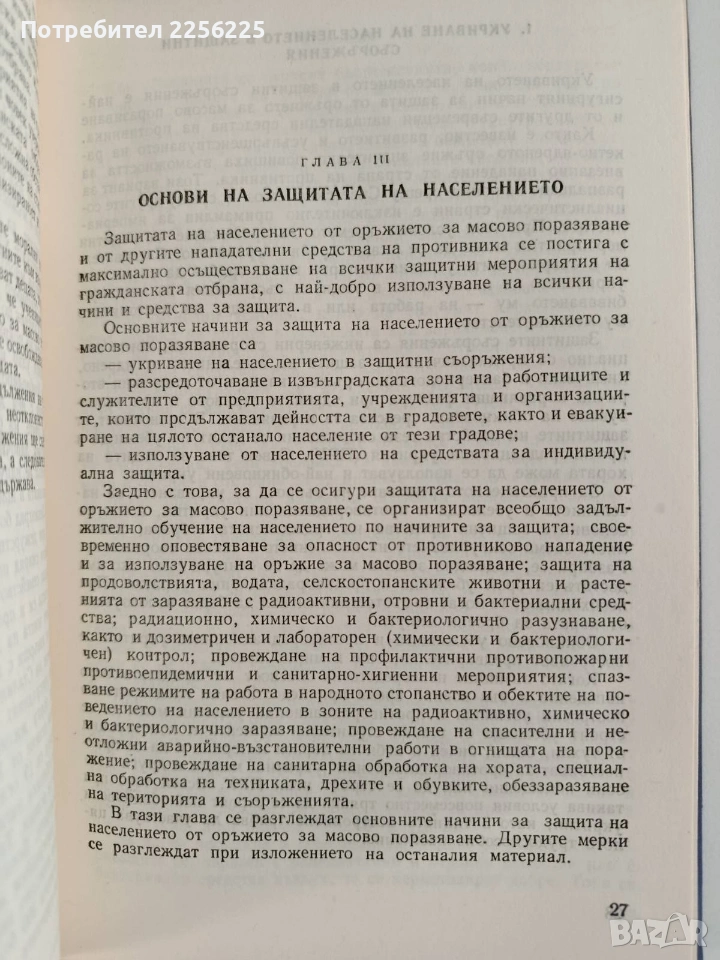 Потребител 2256225
ГЛАВА III
ОСНОВИ НА ЗАЩИТАТА НА НАСЕЛЕНИЕТО
Защитата на населението от оръжието за масово поразяване
и от другите нападателни средства на противника се постига с
максимално осъществяване на всички защитни мероприятия на
гражданската отбрана, с най-добро използуване на всички на-
чини и средства за защита.
Основните начини за защита на населението от оръжието за
масово поразяване са
— укриване на населението в защитни съоръжения;
— разсредоточаване в извънградската зона на работниците и
служителите от предприятията, учрежденията и организации-
те, които продължават дейността си в градовете, както и евакуи-
ране на цялото останало население от тези градове;
— използуване от населението на средствата за индивиду-
ална защита.
Заедно с това, за да се осигури защитата на населението от
оръжието за масово поразяване, се организират всеобщо задъл-
жително обучение на населението по начините за защита; свое-
временно оповестяване за опасност от противниково нападение
и за използуване на оръжие за масово поразяване; защита на
продоволствията, водата, селскостопанските животни и расте-
нията от заразяване с радиоактивни, отровни и бактериални сред-
ства; радиационно, химическо и бактериологично разузнаване,
както и дозиметричен и лабораторен (химически и бактериологи-
чен) контрол; провеждане на профилактични противопожарни
противоепидемични и санитарно-хигиенни мероприятия; спаз-
ване режимите на работа в народното стопанство и обектите на по-
ведението на населението в зоните на радиоактивно, химическо
и бактериологично заразяване; провеждане на спасителни и не-
отложни аварийно-възстановителни работи в огнищата на пора-
жение; провеждане на санитарна обработка на хората, специал-
на обработка на техниката, дрехите и обувките, обеззаразяване
на територията и съоръженията.
В тази глава се разглеждат основните начини за защита на
населението от оръжието за масово поразяване. Другите мерки
се разглеждат при изложението на останалия материал.
27
BAZAR